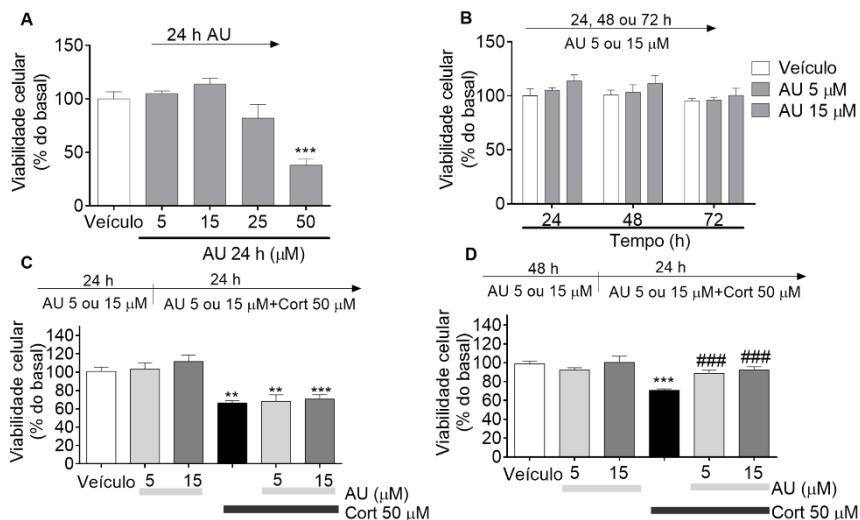 A
24 h AU
Viabilidade celular
(% do basal)
150
100
50
0
***
Veículo 5 15 25 50
AU 24 h (µM)
B
24, 48 ou 72 h
AU 5 ou 15 µM
Viabilidade celular
(% do basal)
150
100
50
0
Veículo
AU 5 µM
AU 15 µM
24 48 72
Tempo (h)
C
24 h 24 h
AU 5 ou 15 µM AU 5 ou 15 µM+Cort 50 µM
Viabilidade celular
(% do basal)
140
120
100
80
60
40
20
0
** ** ***
Veículo 5 15 5 15
AU (µM)
Cort 50 µM
D
48 h 24 h
AU 5 ou 15 µM AU 5 ou 15 µM+Cort 50 µM
Viabilidade celular
(% do basal)
140
120
100
80
60
40
20
0
*** ### ###
Veículo 5 15 5 15
AU (µM)
Cort 50 µM